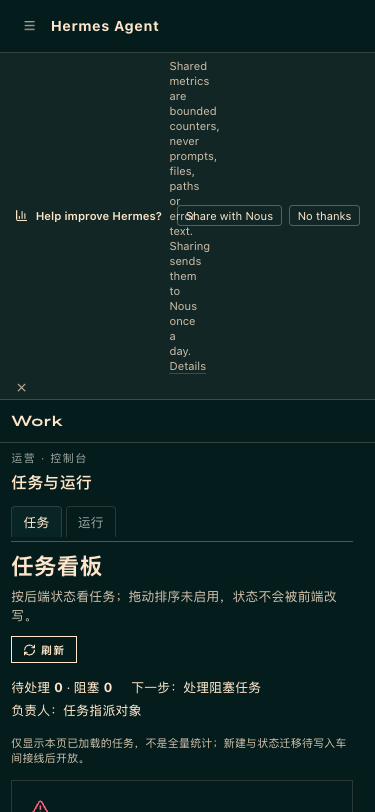 Hermes Agent
Shared
metrics
are
bounded
counters,
never
prompts,
files,
paths
or
error
text.
Sharing
sends
them
to
Nous
once
a
day.
Details
Help improve Hermes?
Share with Nous
No thanks
Work
运营 · 控制台
任务与运行
任务 运行
任务看板
按后端状态看任务；拖动排序未启用，状态不会被前端改
写。
刷新
待处理 0 · 阻塞 0 下一步：处理阻塞任务
负责人：任务指派对象
仅显示本页已加载的任务，不是全量统计；新建与状态迁移待写入车
间接线后开放。